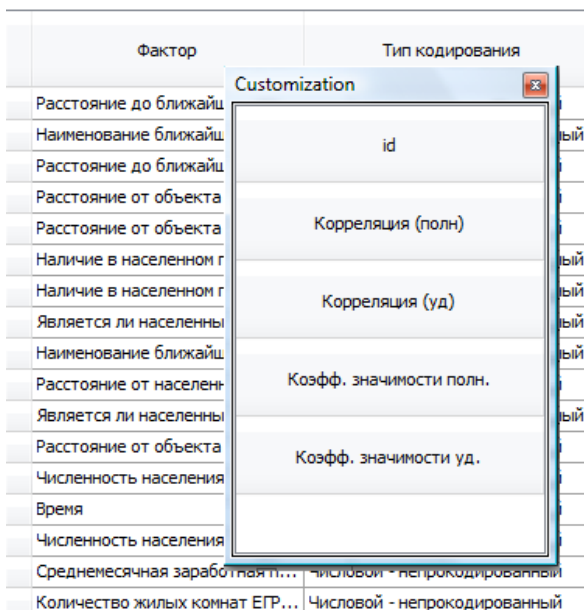 Фактор
Тип кодирования
Customization
id
Корреляция (полн)
Корреляция (уд)
Коэфф. значимости полн.
Коэфф. значимости уд.
Расстояние до ближайш
Наименование ближайш
Расстояние до ближайш
Расстояние от объекта
Расстояние от объекта
Наличие в населенном
Наличие в населенном
Является ли населенны
Наименование ближайш
Расстояние от населенн
Является ли населенны
Расстояние от объекта
Численность населения
Время
Численность населения
Среднемесячная заработная п... Числовой - непрокодированный
Количество жилых комнат ЕГР... Числовой - непрокодированный